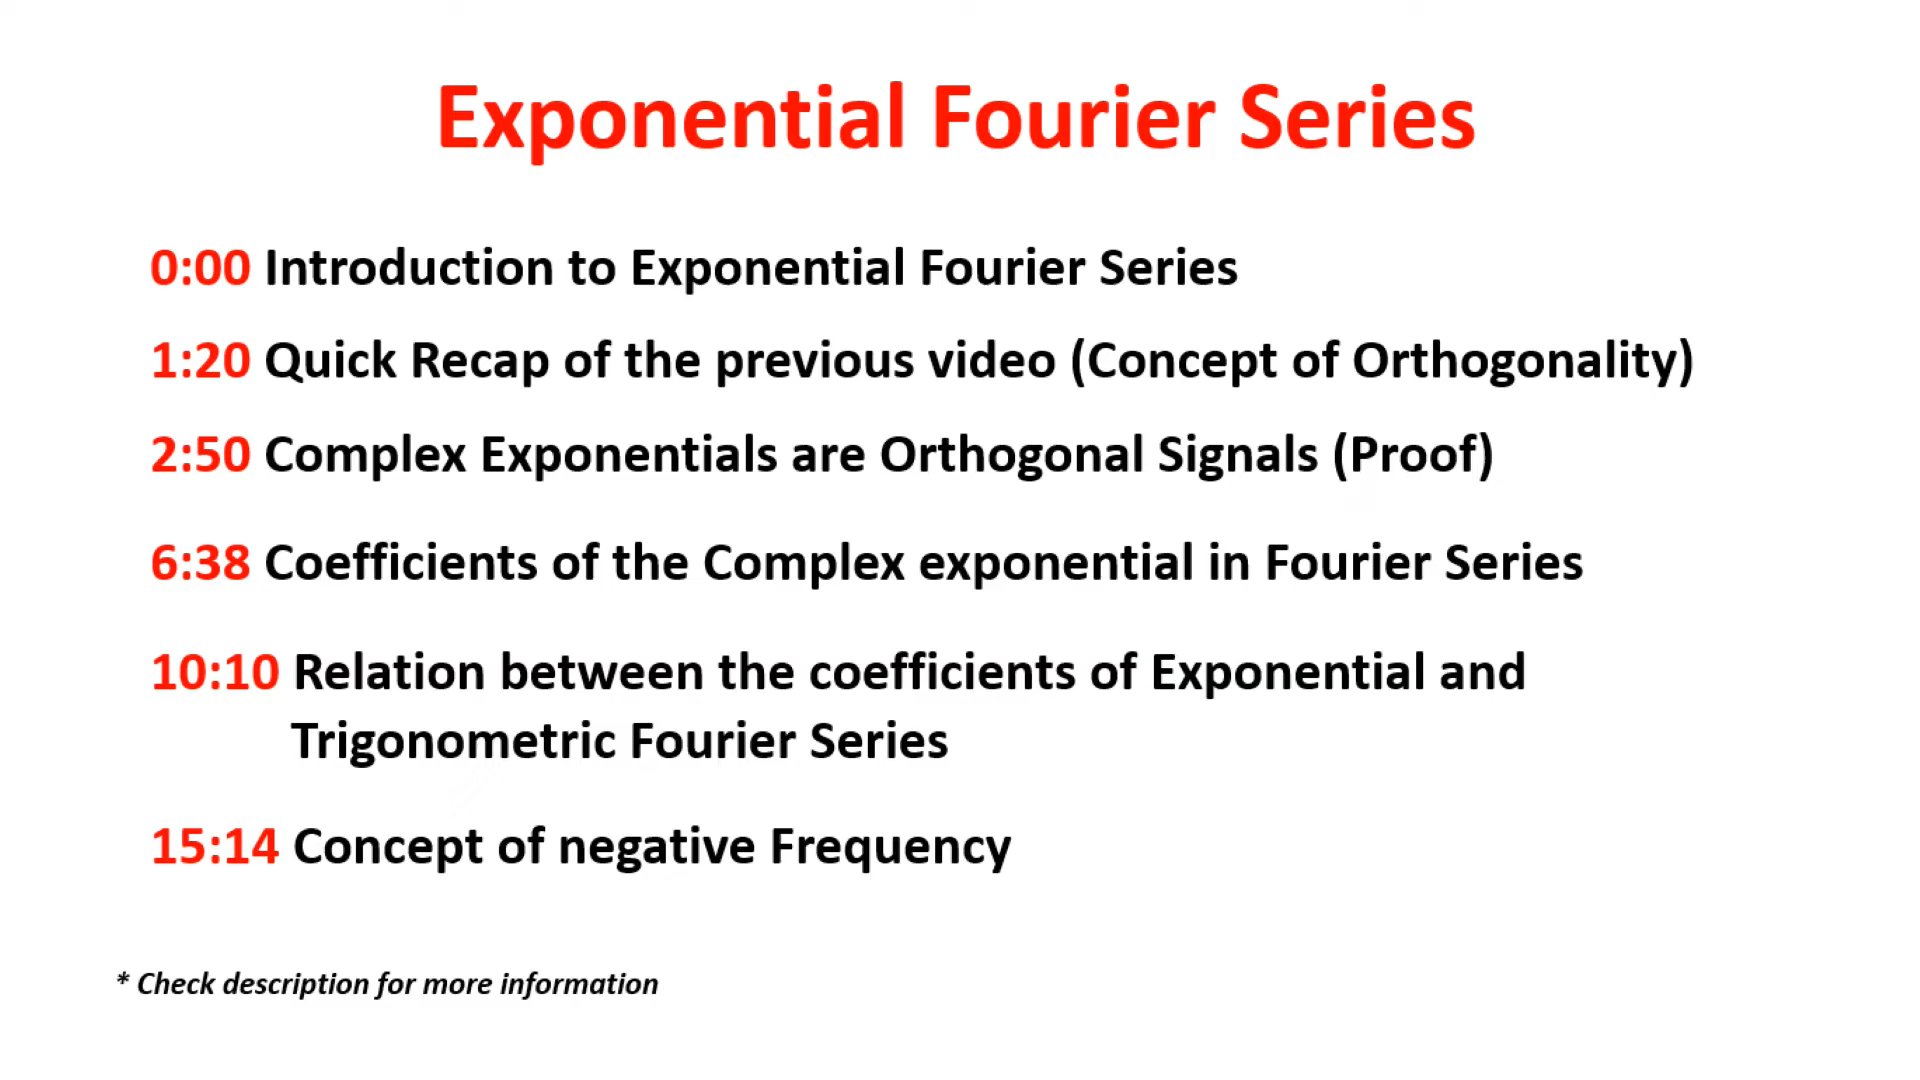 Exponential Fourier Series
0:00 Introduction to Exponential Fourier Series
1:20 Quick Recap of the previous video (Concept of Orthogonality)
2:50 Complex Exponentials are Orthogonal Signals (Proof)
6:38 Coefficients of the Complex exponential in Fourier Series
10:10 Relation between the coefficients of Exponential and
Trigonometric Fourier Series
15:14 Concept of negative Frequency
* Check description for more information